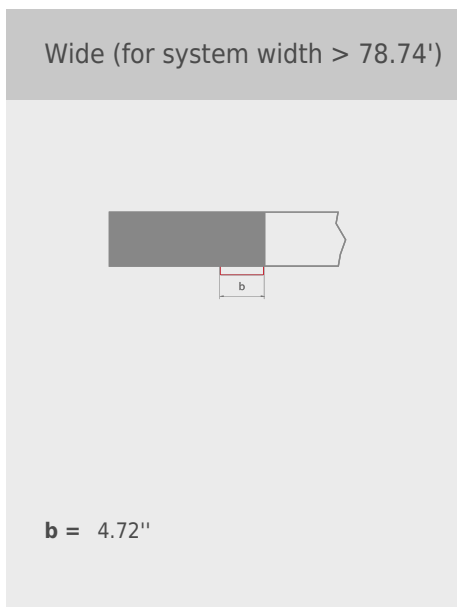 Wide (for system width > 78.74')
b
b = 4.72''